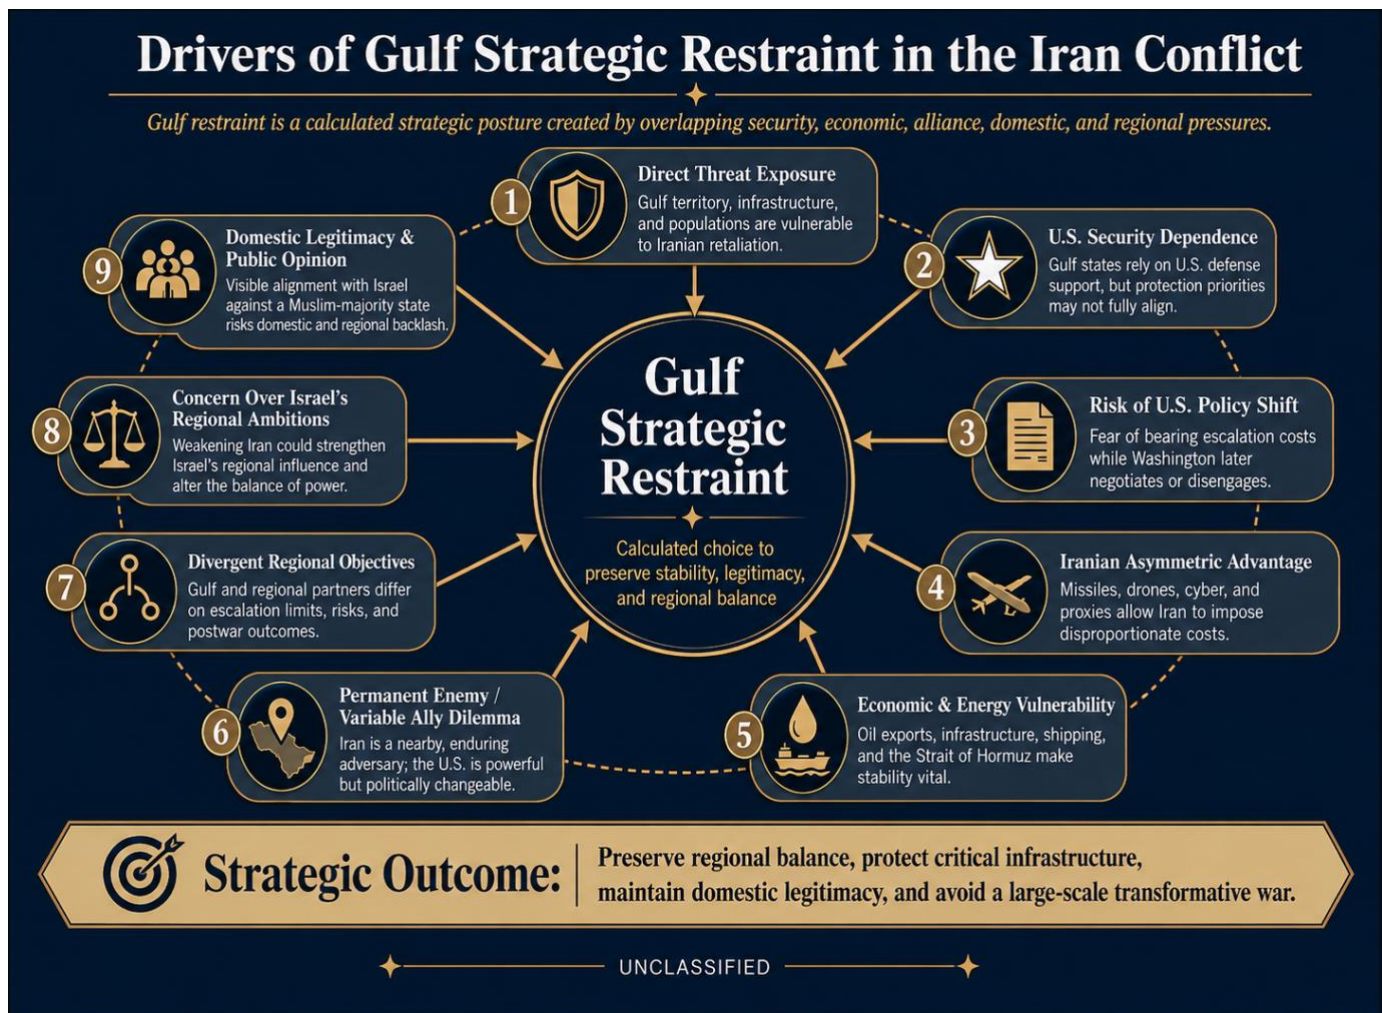 Drivers of Gulf Strategic Restraint in the Iran Conflict
Gulf restraint is a calculated strategic posture created by overlapping security, economic, alliance, domestic, and regional pressures.
1
Direct Threat Exposure
Gulf territory, infrastructure,
and populations are vulnerable
to Iranian retaliation.
2
U.S. Security Dependence
Gulf states rely on U.S. defense
support, but protection priorities
may not fully align.
3
Risk of U.S. Policy Shift
Fear of bearing escalation costs
while Washington later
negotiates or disengages.
4
Iranian Asymmetric Advantage
Missiles, drones, cyber, and
proxies allow Iran to impose
disproportionate costs.
5
Economic & Energy Vulnerability
Oil exports, infrastructure, shipping,
and the Strait of Hormuz make
stability vital.
6
Permanent Enemy /
Variable Ally Dilemma
Iran is a nearby, enduring
adversary; the U.S. is powerful
but politically changeable.
7
Divergent Regional Objectives
Gulf and regional partners differ
on escalation limits, risks, and
postwar outcomes.
8
Concern Over Israel's
Regional Ambitions
Weakening Iran could strengthen
Israel's regional influence and
alter the balance of power.
9
Domestic Legitimacy &
Public Opinion
Visible alignment with Israel
against a Muslim-majority state
risks domestic and regional backlash.
Gulf
Strategic
Restraint
Calculated choice to
preserve stability, legitimacy,
and regional balance
Strategic Outcome:
Preserve regional balance, protect critical infrastructure,
maintain domestic legitimacy, and avoid a large-scale transformative war.
UNCLASSIFIED